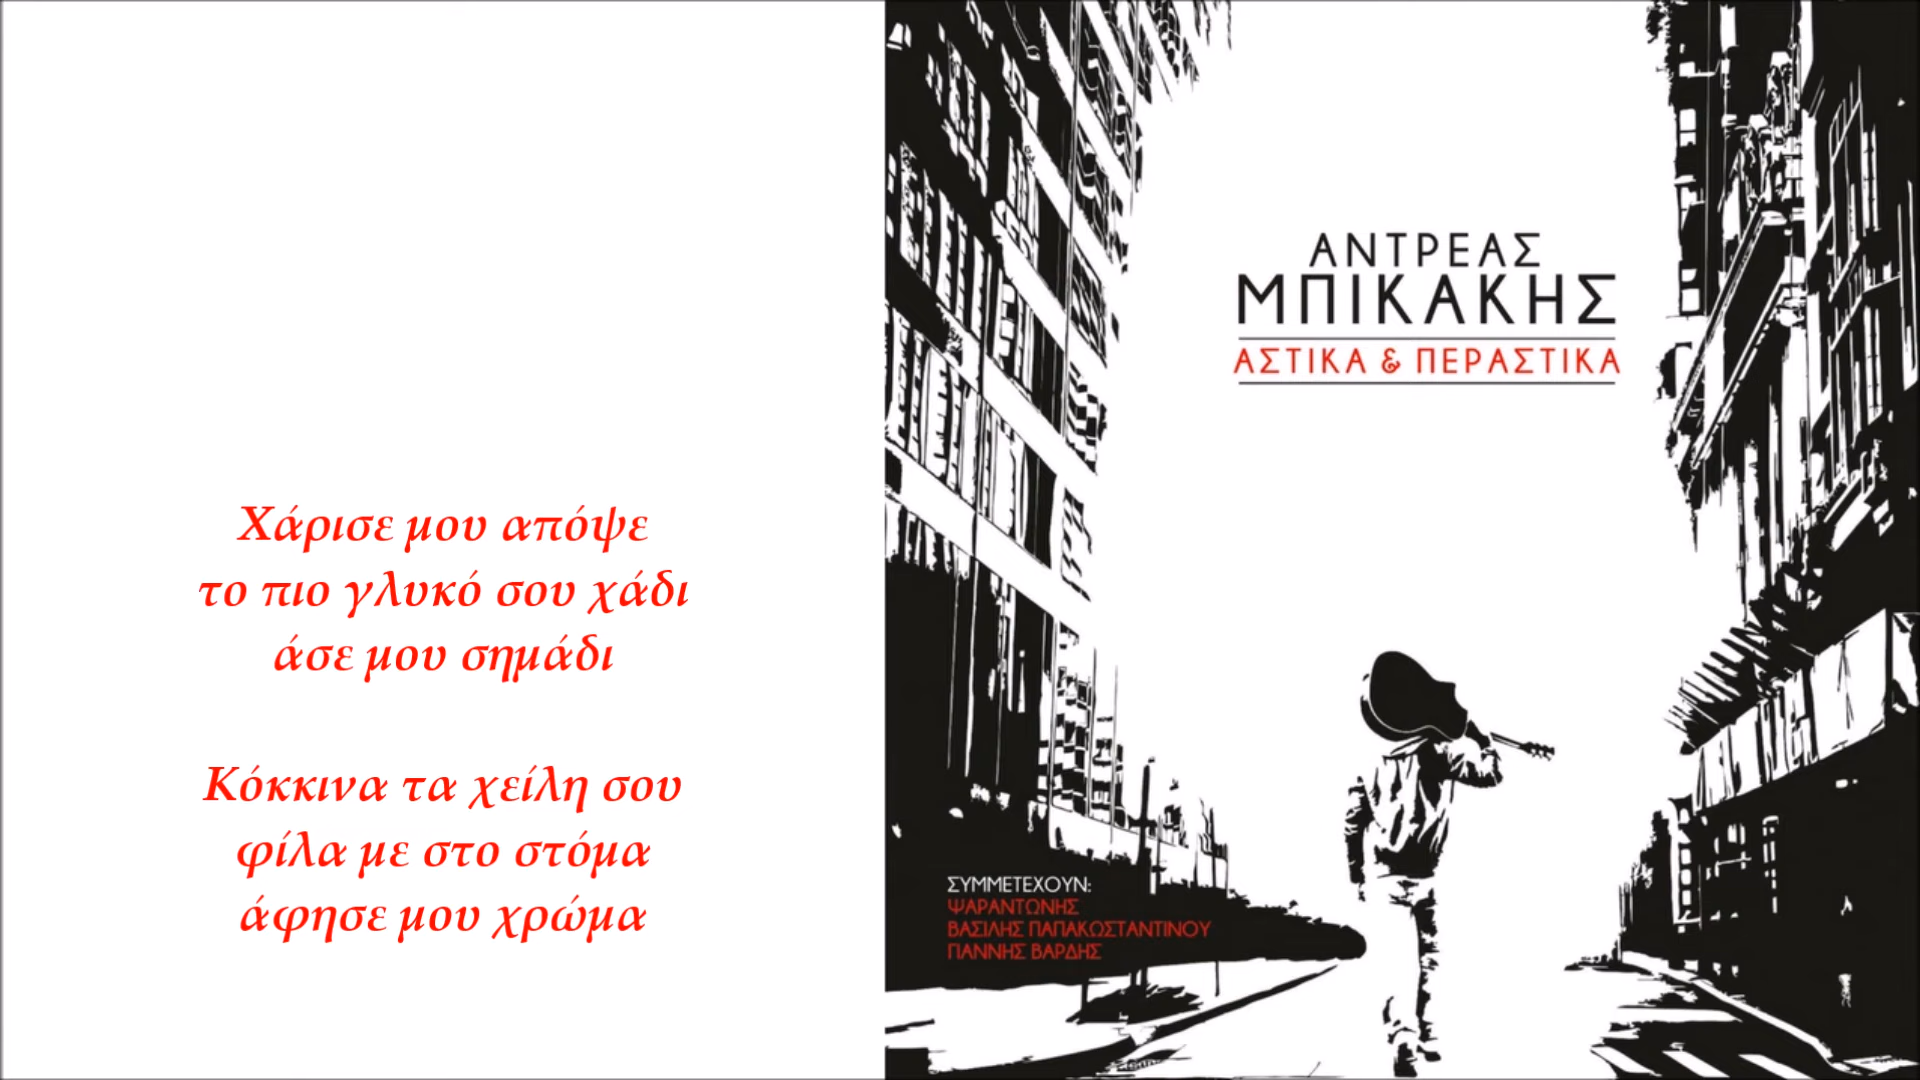 Χάρισε μου απόψε
το πιο γλυκό σου χάδι
άσε μου σημάδι
Κόκκινα τα χείλη σου
φίλα με στο στόμα
άφησε μου χρώμα
ΑΝΤΡΕΑΣ
ΜΠΙΚΑΚΗΣ
ΑΣΤΙΚΑ & ΠΕΡΑΣΤΙΚΑ
ΣΥΜΜΕΤΕΧΟΥΝ:
ΨΑΡΑΝΤΩΝΗΣ
ΒΑΣΙΛΗΣ ΠΑΠΑΚΩΣΤΑΝΤΙΝΟΥ
ΓΙΑΝΝΗΣ ΒΑΡΔΗΣ